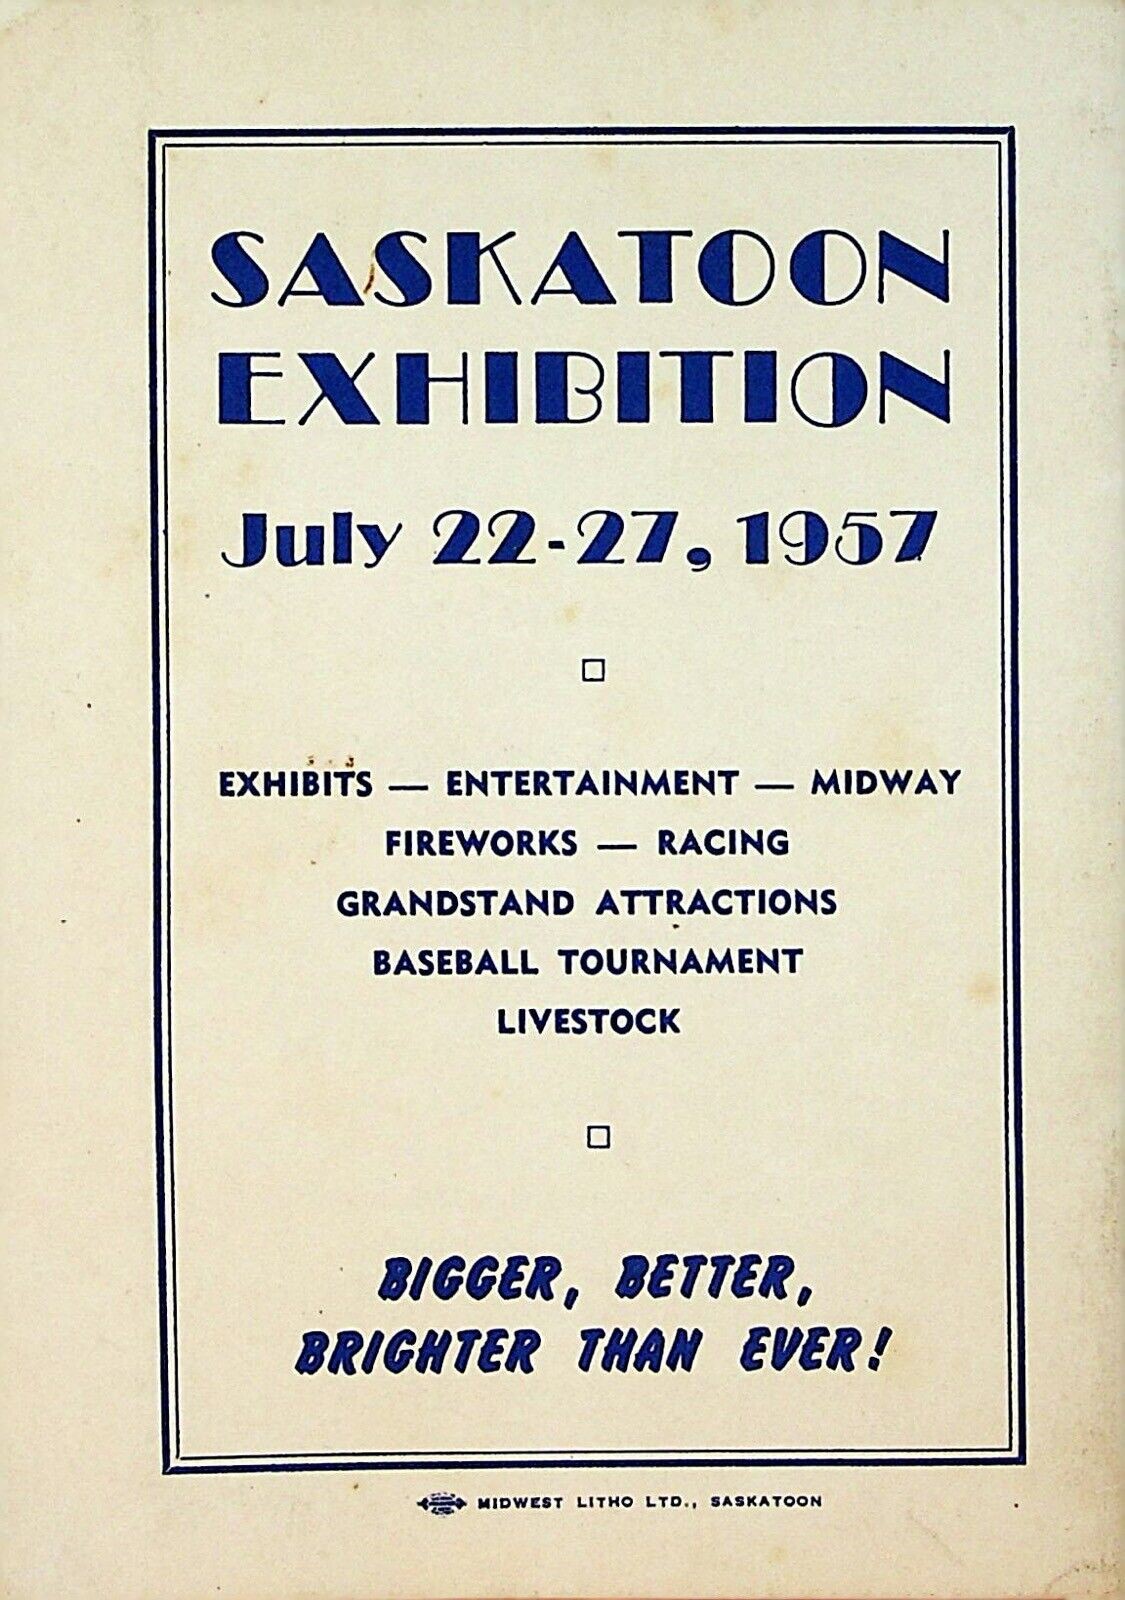 SASKATOON
EXHIBITION
July 22-27, 1957
EXHIBITS — ENTERTAINMENT — MIDWAY
FIREWORKS — RACING
GRANDSTAND ATTRACTIONS
BASEBALL TOURNAMENT
LIVESTOCK
BIGGER, BETTER,
BRIGHTER THAN EVER!
MIDWEST LITHO LTD., SASKATOON